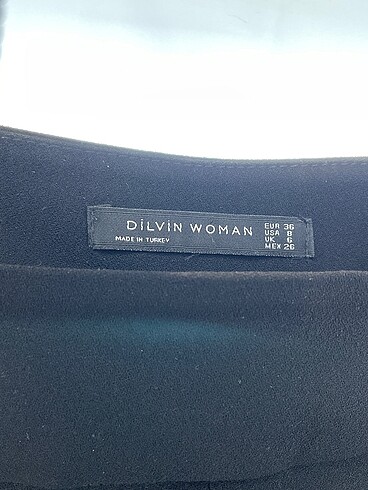 DİLVİN WOMAN
MADE IN TURKEY
EUR 36
USA 8
UK 6
MEX 26